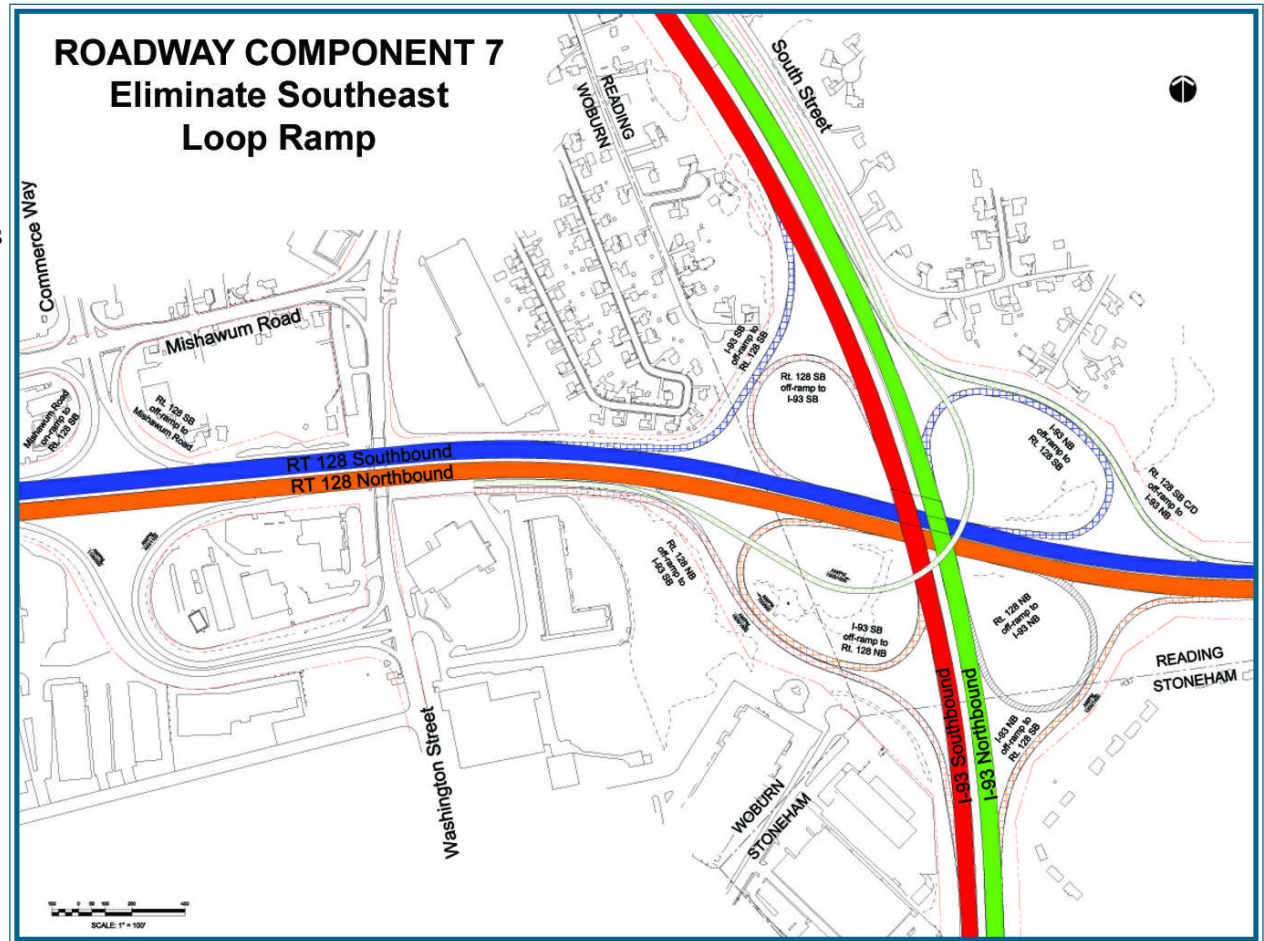 ROADWAY COMPONENT 7
Eliminate Southeast
Loop Ramp
South Street
READING
WOBURN
Commerce Way
Mishawum Road
Mishawum Road
on-ramp to
Rt. 128 SB
Rt. 128 SB
off-ramp to
Mishawum Road
I-93 SB
off-ramp to
Rt. 128 SB
Rt. 128 SB
off-ramp to
I-93 SB
I-93 NB
off-ramp to
Rt. 128 SB
Rt. 128 SB C/D
off-ramp to
I-93 NB
RT 128 Southbound
RT 128 Northbound
Rt. 128 NB
off-ramp to
I-93 SB
I-93 SB
off-ramp to
Rt. 128 NB
Rt. 128 NB
off-ramp to
I-93 NB
READING
STONEHAM
I-93 NB
off-ramp to
Rt. 128 SB
I-93 Southbound
I-93 Northbound
Washington Street
WOBURN
STONEHAM
100 0 50 100 200 400
SCALE: 1" = 100'